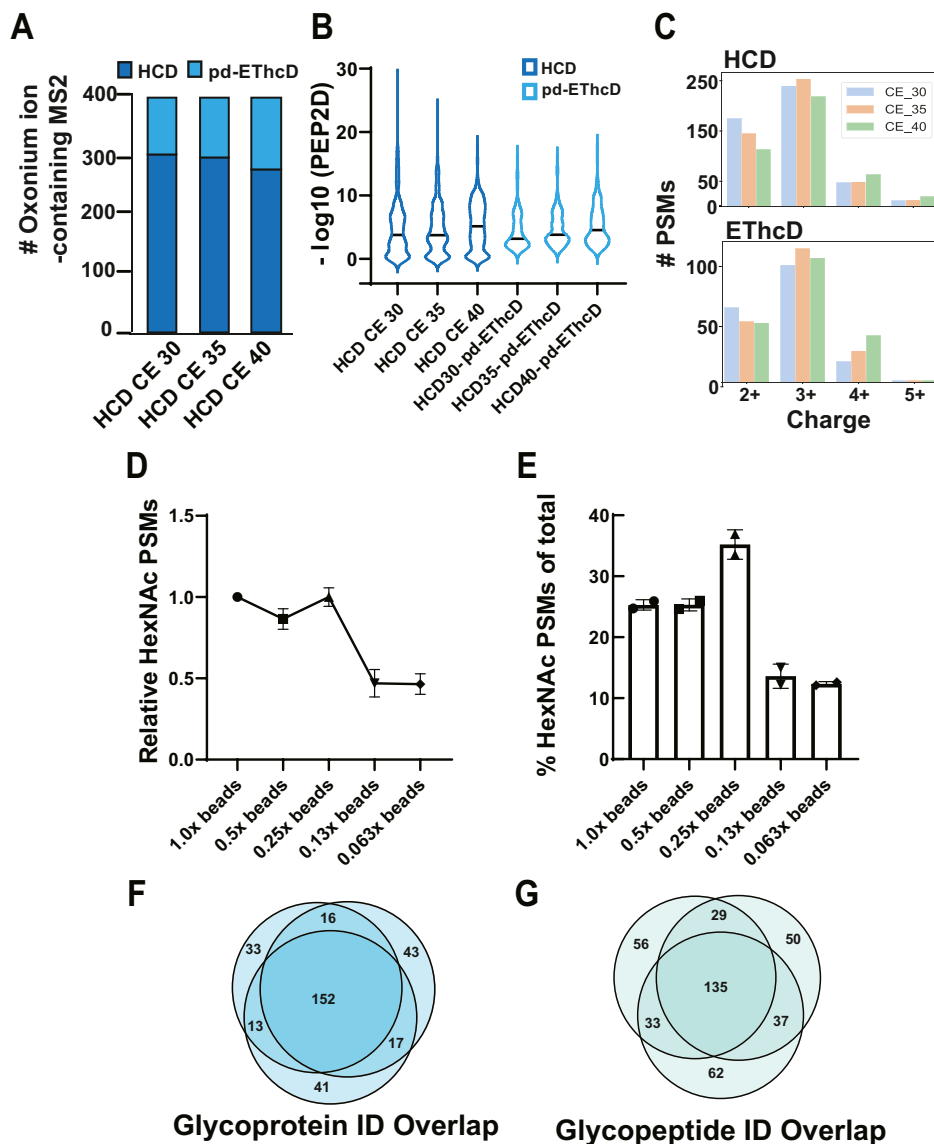 A
HCD pd-EThcD
# Oxonium ion
-containing MS2
400
300
200
100
0
HCD CE 30
HCD CE 35
HCD CE 40
B
HCD
pd-EThcD
- log10 (PEP2D)
30
20
10
0
HCD CE 30
HCD CE 35
HCD CE 40
HCD30- pd-EThcD
HCD35- pd-EThcD
HCD40- pd-EThcD
C
HCD
CE_30
CE_35
CE_40
250
150
50
0
# PSMs
EThcD
100
50
0
2+ 3+ 4+ 5+
Charge
D
Relative HexNAc PSMs
1.5
1.0
0.5
0.0
1.0x beads
0.5x beads
0.25x beads
0.13x beads
0.063x beads
E
% HexNAc PSMs of total
40
30
20
10
0
1.0x beads
0.5x beads
0.25x beads
0.13x beads
0.063x beads
F
16
33
43
152
13
17
41
Glycoprotein ID Overlap
G
29
56
50
135
33
37
62
Glycopeptide ID Overlap